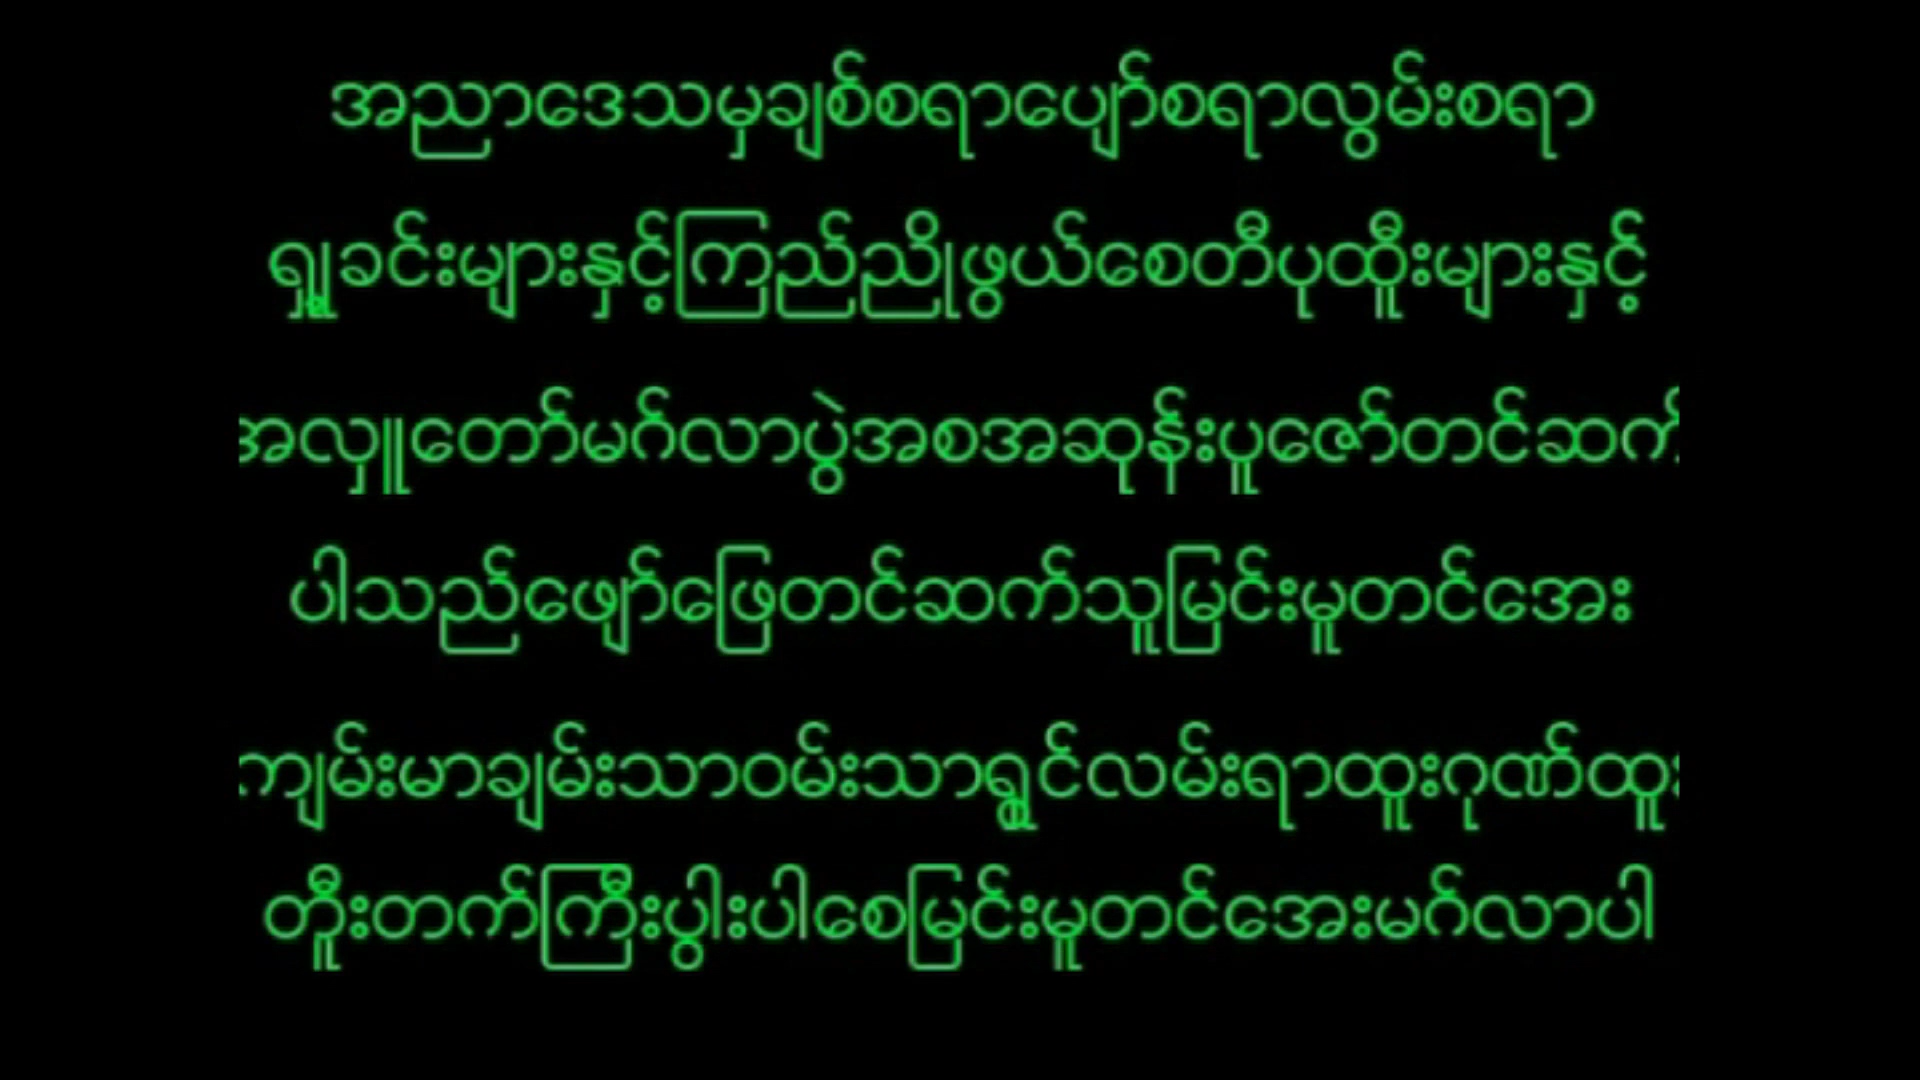 အညာဒေသမှချစ်စရာပျော်စရာလွမ်းစရာ
ရှုခင်းများနှင့်ကြည်ညိုဖွယ်စေတီပုထိူးများနှင့်
အလှူတော်မင်္ဂလာပွဲအစအဆုန်းပူဇော်တင်ဆက်
ပါသည်ဖျော်ဖြေတင်ဆက်သူမြင်းမူတင်အေး
ကျမ်းမာချမ်းသာဝမ်းသာရွှင်လမ်းရာထူးဂုဏ်ထူး
တိူးတက်ကြီးပွါးပါစေမြင်းမူတင်အေးမင်္ဂလာပါ